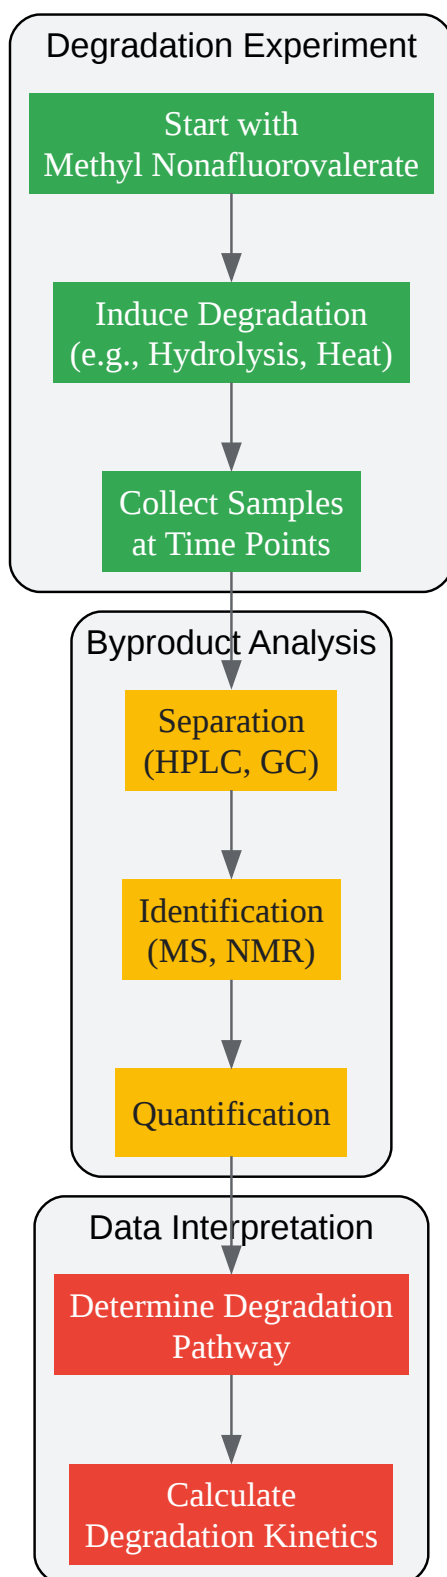 Degradation Experiment
Start with
Methyl Nonafluorovalerate
Induce Degradation
(e.g., Hydrolysis, Heat)
Collect Samples
at Time Points
Byproduct Analysis
Separation
(HPLC, GC)
Identification
(MS, NMR)
Quantification
Data Interpretation
Determine Degradation
Pathway
Calculate
Degradation Kinetics